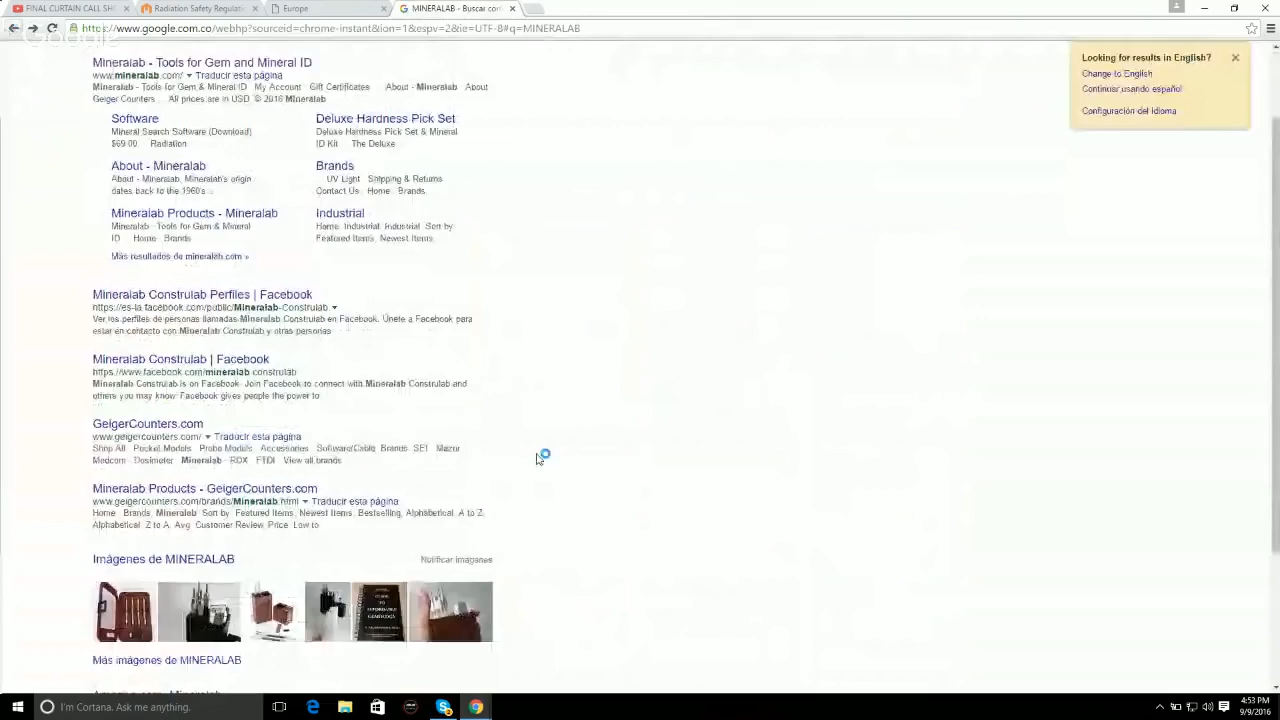 FINAL CURTAIN CALL SH
Radiation Safety Regulatio
Europe
MINERALAB - Buscar con
https://www.google.com.co/webhp?sourceid=chrome-instant&ion=1&espv=2&ie=UTF-8#q=MINERALAB
Looking for results in English?
Change to English
Continuar usando español
Configuración del idioma
Mineralab - Tools for Gem and Mineral ID
www.mineralab.com/ Traducir esta página
Mineralab - Tools for Gem & Mineral ID My Account Gift Certificates About - Mineralab About
Geiger Counters All prices are in USD © 2016 Mineralab
Software
Mineral Search Software (Download)
$69.00 Radiation
Deluxe Hardness Pick Set
Deluxe Hardness Pick Set & Mineral
ID Kit The Deluxe
About - Mineralab
About - Mineralab, Mineralab's origin
dates back to the 1960's ..
Brands
UV Light Shipping & Returns
Contact Us Home Brands
Mineralab Products - Mineralab
Mineralab - Tools for Gem & Mineral
ID Home Brands
Industrial
Home Industrial Industrial Sort by
Featured Items, Newest Items,
Más resultados de mineralab.com »
Mineralab Construlab Perfiles | Facebook
https://es-la.facebook.com/public/Mineralab-Construlab
Ver los perfiles de personas llamadas Mineralab Construlab en Facebook. Únete a Facebook para
estar en contacto con Mineralab Construlab y otras personas
Mineralab Construlab | Facebook
https://www.facebook.com/mineralab.construlab
Mineralab Construlab is on Facebook. Join Facebook to connect with Mineralab Construlab and
others you may know Facebook gives people the power to
GeigerCounters.com
www.geigercounters.com/ Traducir esta página
Shop All Pocket Models Probe Models Accessories Software/Cable Brands SEI Mazur
Medcom Dosimeter Mineralab RDX FTDI View all brands
Mineralab Products - GeigerCounters.com
www.geigercounters.com/brands/Mineralab.html Traducir esta página
Home Brands, Mineralab Sort by Featured Items, Newest Items, Bestselling, Alphabetical, A to Z,
Alphabetical Z to A, Avg Customer Review, Price Low to
Imágenes de MINERALAB
Notificar imágenes
Más imágenes de MINERALAB
I'm Cortana. Ask me anything.
4:53 PM
9/9/2016